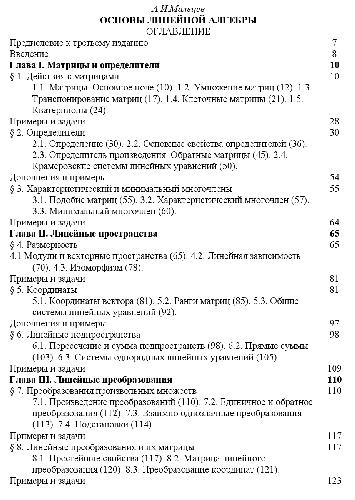 А.И.Мальцев
ОСНОВЫ ЛИНЕЙНОЙ АЛГЕБРЫ
ОГЛАВЛЕНИЕ
Предисловие к третьему изданию 7
Введение 8
Глава I. Матрицы и определители 10
§ 1. Действия с матрицами 10
1.1. Матрицы. Основное поле (10). 1.2. Умножение матриц (12). 1.3.
Транспонирование матриц (17). 1.4. Клеточные матрицы (21). 1.5.
Кватернионы (24).
Примеры и задачи 28
§ 2. Определители 30
2.1. Определение (30). 2.2. Основные свойства определителей (36).
2.3. Определитель произведения. Обратные матрицы (45). 2.4.
Крамеровские системы линейных уравнений (50).
Дополнения и примеры 54
§ 3. Характеристический и минимальный многочлены 55
3.1. Подобие матриц (55). 3.2. Характеристический многочлен (57).
3.3. Минимальный многочлен (60).
Примеры и задачи 64
Глава II. Линейные пространства 65
§ 4. Размерность 65
4.1 Модули и векторные пространства (65). 4.2. Линейная зависимость
(70). 4.3. Изоморфизм (78).
Примеры и задачи 81
§ 5. Координаты 81
5.1. Координаты вектора (81). 5.2. Ранги матриц (85). 5.3. Общие
системы линейных уравнений (92).
Дополнения и примеры 97
§ 6. Линейные подпространства 98
6.1. Пересечение и сумма подпространств (98). 6.2. Прямые суммы
(103). 6.3. Системы однородных линейных уравнений (105).
Примеры и задачи 109
Глава III. Линейные преобразования 110
§ 7. Преобразования произвольных множеств 110
7.1. Произведение преобразований (110). 7.2. Единичное и обратное
преобразования (112). 7.3. Взаимно однозначные преобразования
(113). 7.4. Подстановки (114).
Примеры и задачи 117
§ 8. Линейные преобразования и их матрицы 117
8.1. Простейшие свойства (117). 8.2. Матрица линейного
преобразования (120). 8.3. Преобразование координат (121).
Примеры и задачи 123